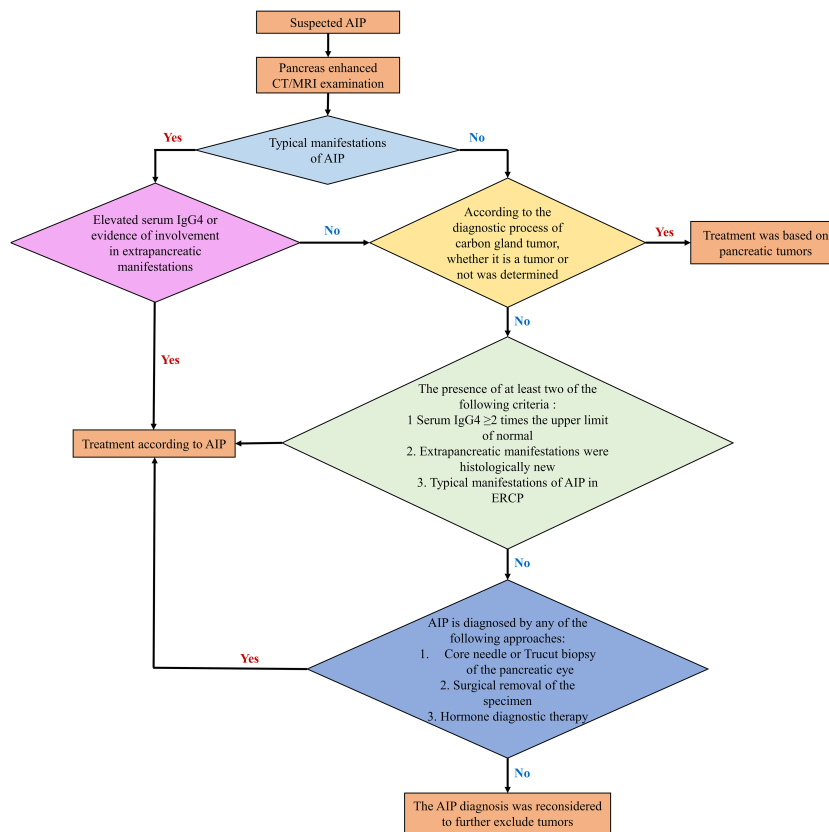 Suspected AIP
Pancreas enhanced
CT/MRI examination
Yes
No
Typical manifestations
of AIP
Elevated serum IgG4 or
evidence of involvement
in extrapancreatic
manifestations
No
According to the
diagnostic process of
carbon gland tumor,
whether it is a tumor or
not was determined
Yes
Treatment was based on
pancreatic tumors
No
Yes
The presence of at least two of the
following criteria :
1 Serum IgG4 ≥2 times the upper limit
of normal
2. Extrapancreatic manifestations were
histologically new
3. Typical manifestations of AIP in
ERCP
Treatment according to AIP
No
AIP is diagnosed by any of the
following approaches:
1. Core needle or Trucut biopsy
of the pancreatic eye
2. Surgical removal of the
specimen
3. Hormone diagnostic therapy
Yes
No
The AIP diagnosis was reconsidered
to further exclude tumors